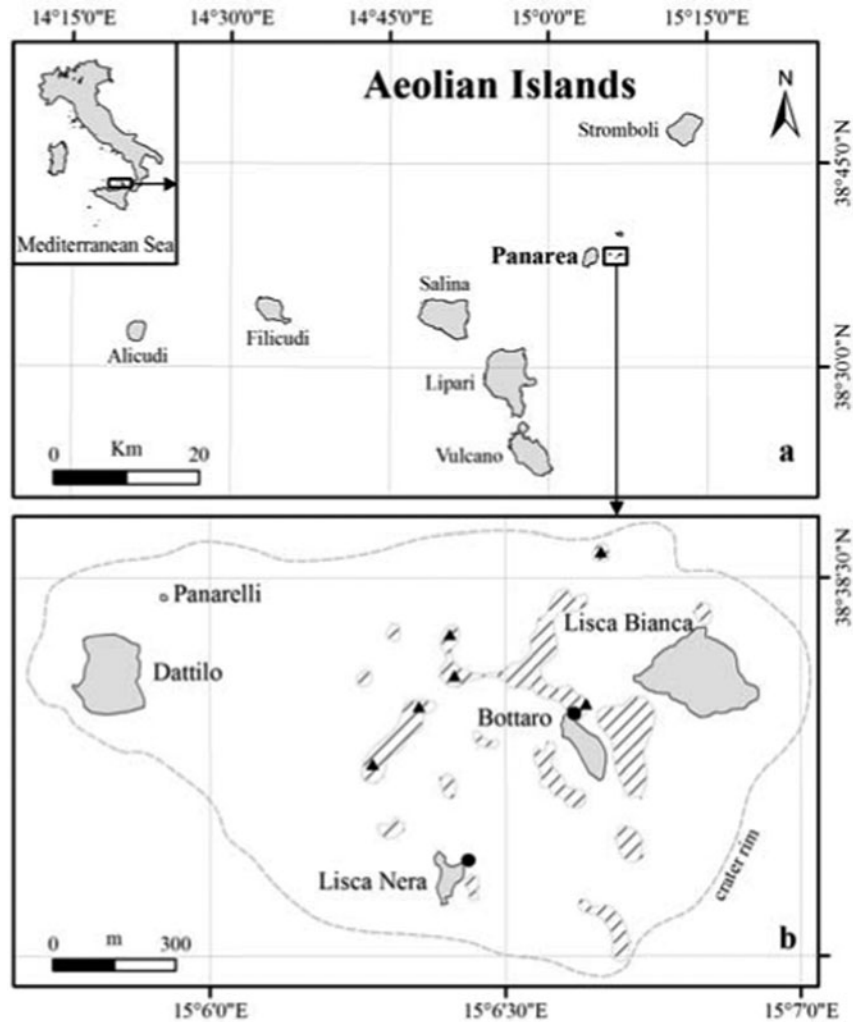 14°15'0"E 14°30'0"E 14°45'0"E 15°0'0"E 15°15'0"E
Aeolian Islands
N
Stromboli
38°45'0"N
Mediterranean Sea
Panarea
Salina
Filicudi
Alicudi
38°30'0"N
Lipari
0 Km 20
Vulcano
a
38°38'30"N
Panarelli
Lisca Bianca
Dattilo
Bottaro
crater rim
Lisca Nera
0 m 300
b
15°6'0"E 15°6'30"E 15°7'0"E